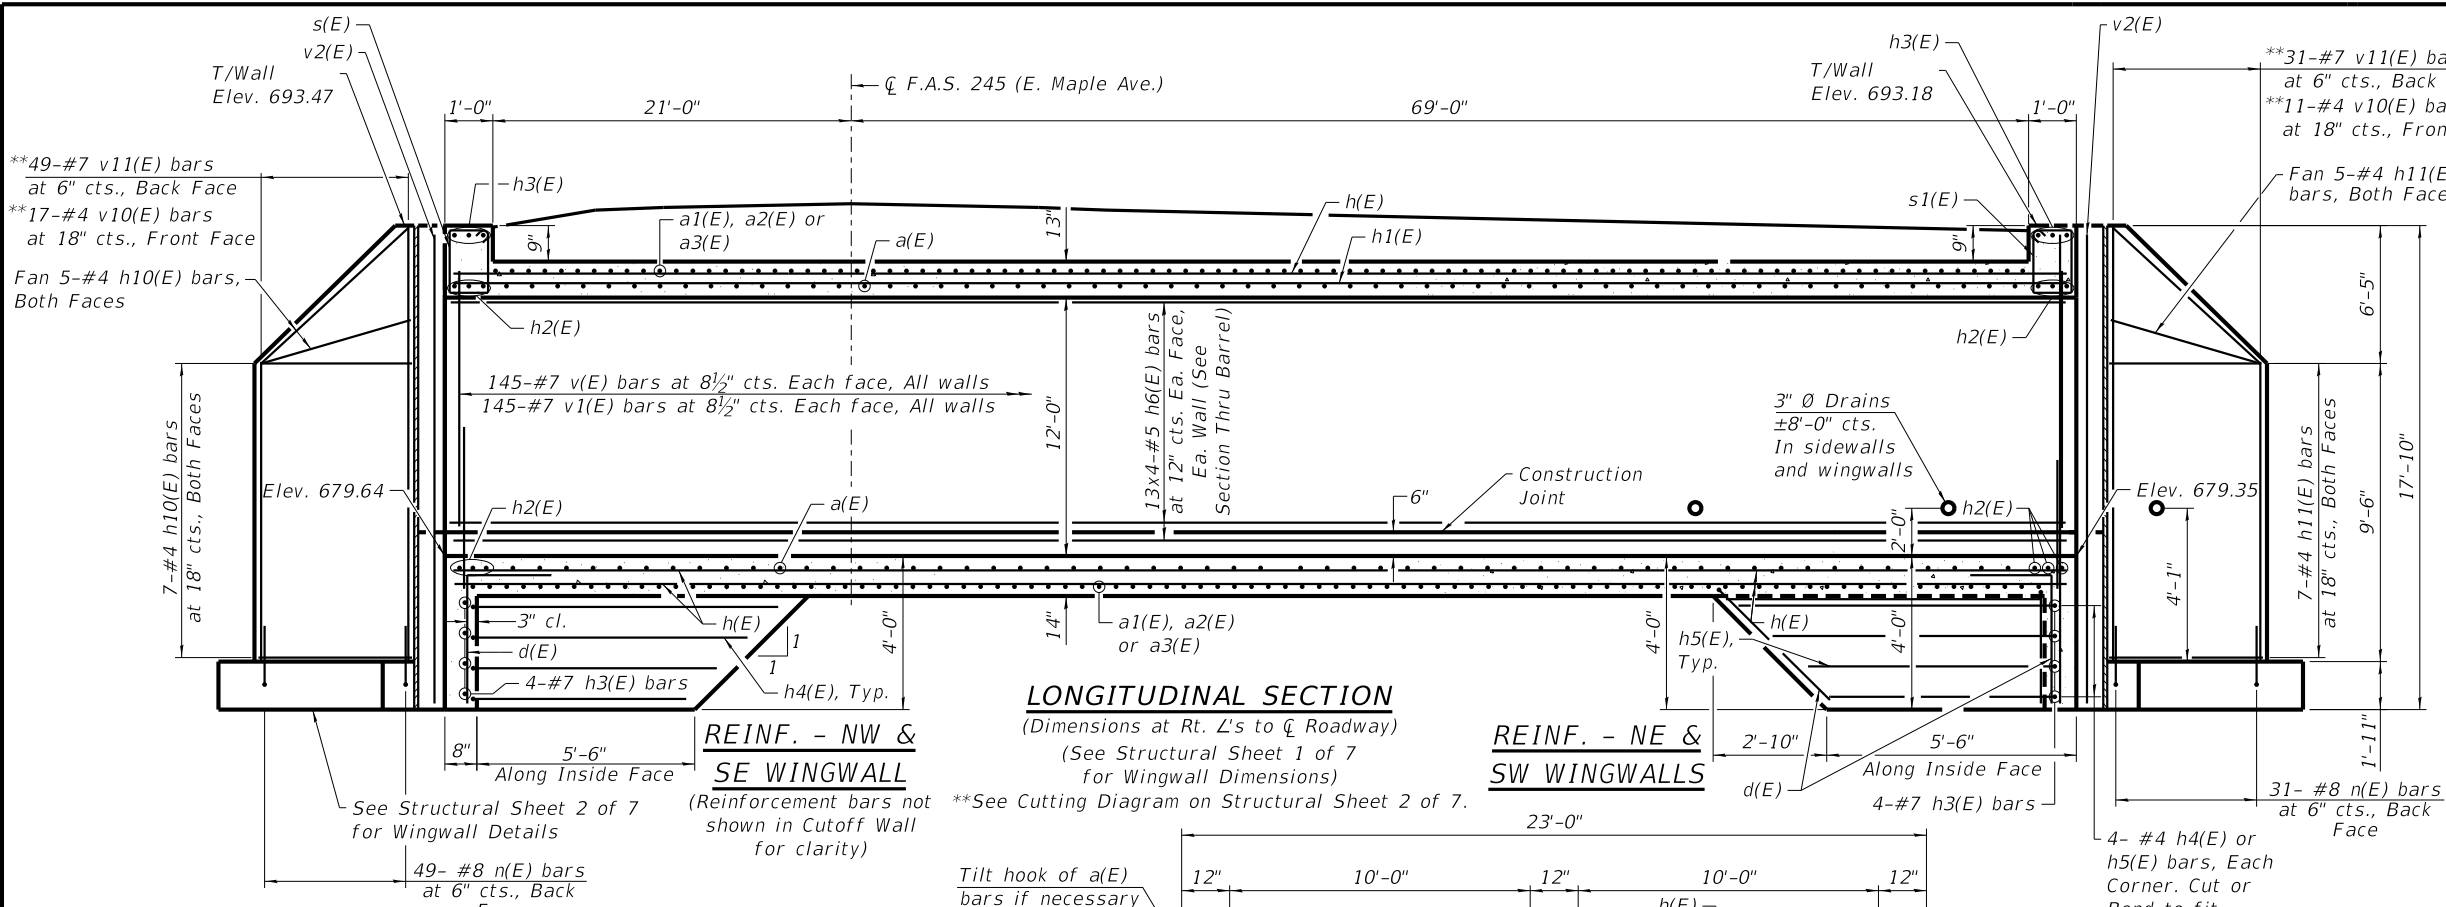 s(E)
v2(E)
T/Wall
Elev. 693.47
℄ F.A.S. 245 (E. Maple Ave.)
1'-0"
21'-0"
69'-0"
1'-0"
h3(E)
T/Wall
Elev. 693.18
v2(E)
**31-#7 v11(E) ba
at 6" cts., Back
**11-#4 v10(E) ba
at 18" cts., Fron
Fan 5-#4 h11(E
bars, Both Face
**49-#7 v11(E) bars
at 6" cts., Back Face
**17-#4 v10(E) bars
at 18" cts., Front Face
Fan 5-#4 h10(E) bars,
Both Faces
h3(E)
9"
a1(E), a2(E) or
a3(E)
a(E)
13"
h(E)
h1(E)
s1(E)
9"
h2(E)
h2(E)
145-#7 v(E) bars at 8½" cts. Each face, All walls
145-#7 v1(E) bars at 8½" cts. Each face, All walls
12'-0"
13x4-#5 h6(E) bars
at 12" cts. Ea. Face,
Ea. Wall (See
Section Thru Barrel)
3" Ø Drains
±8'-0" cts.
In sidewalls
and wingwalls
6'-5"
9'-6"
17'-10"
1'-11"
7-#4 h10(E) bars
at 18" cts., Both Faces
7-#4 h11(E) bars
at 18" cts., Both Faces
Elev. 679.64
h2(E)
a(E)
6"
Construction
Joint
2'-0"
h2(E)
Elev. 679.35
4'-1"
3" cl.
d(E)
4-#7 h3(E) bars
h(E)
1
1
h4(E), Typ.
4'-0"
14"
a1(E), a2(E)
or a3(E)
4'-0"
h5(E),
Typ.
h(E)
4'-0"
8"
5'-6"
Along Inside Face
REINF. - NW &
SE WINGWALL
(Reinforcement bars not
shown in Cutoff Wall
for clarity)
LONGITUDINAL SECTION
(Dimensions at Rt. ∠'s to ℄ Roadway)
(See Structural Sheet 1 of 7
for Wingwall Dimensions)
**See Cutting Diagram on Structural Sheet 2 of 7.
REINF. - NE &
SW WINGWALLS
2'-10"
5'-6"
Along Inside Face
d(E)
4-#7 h3(E) bars
31- #8 n(E) bars
at 6" cts., Back
Face
4- #4 h4(E) or
h5(E) bars, Each
Corner. Cut or
Bend to fit
See Structural Sheet 2 of 7
for Wingwall Details
49- #8 n(E) bars
at 6" cts., Back
23'-0"
Tilt hook of a(E)
bars if necessary
12"
10'-0"
12"
10'-0"
12"
h(E)